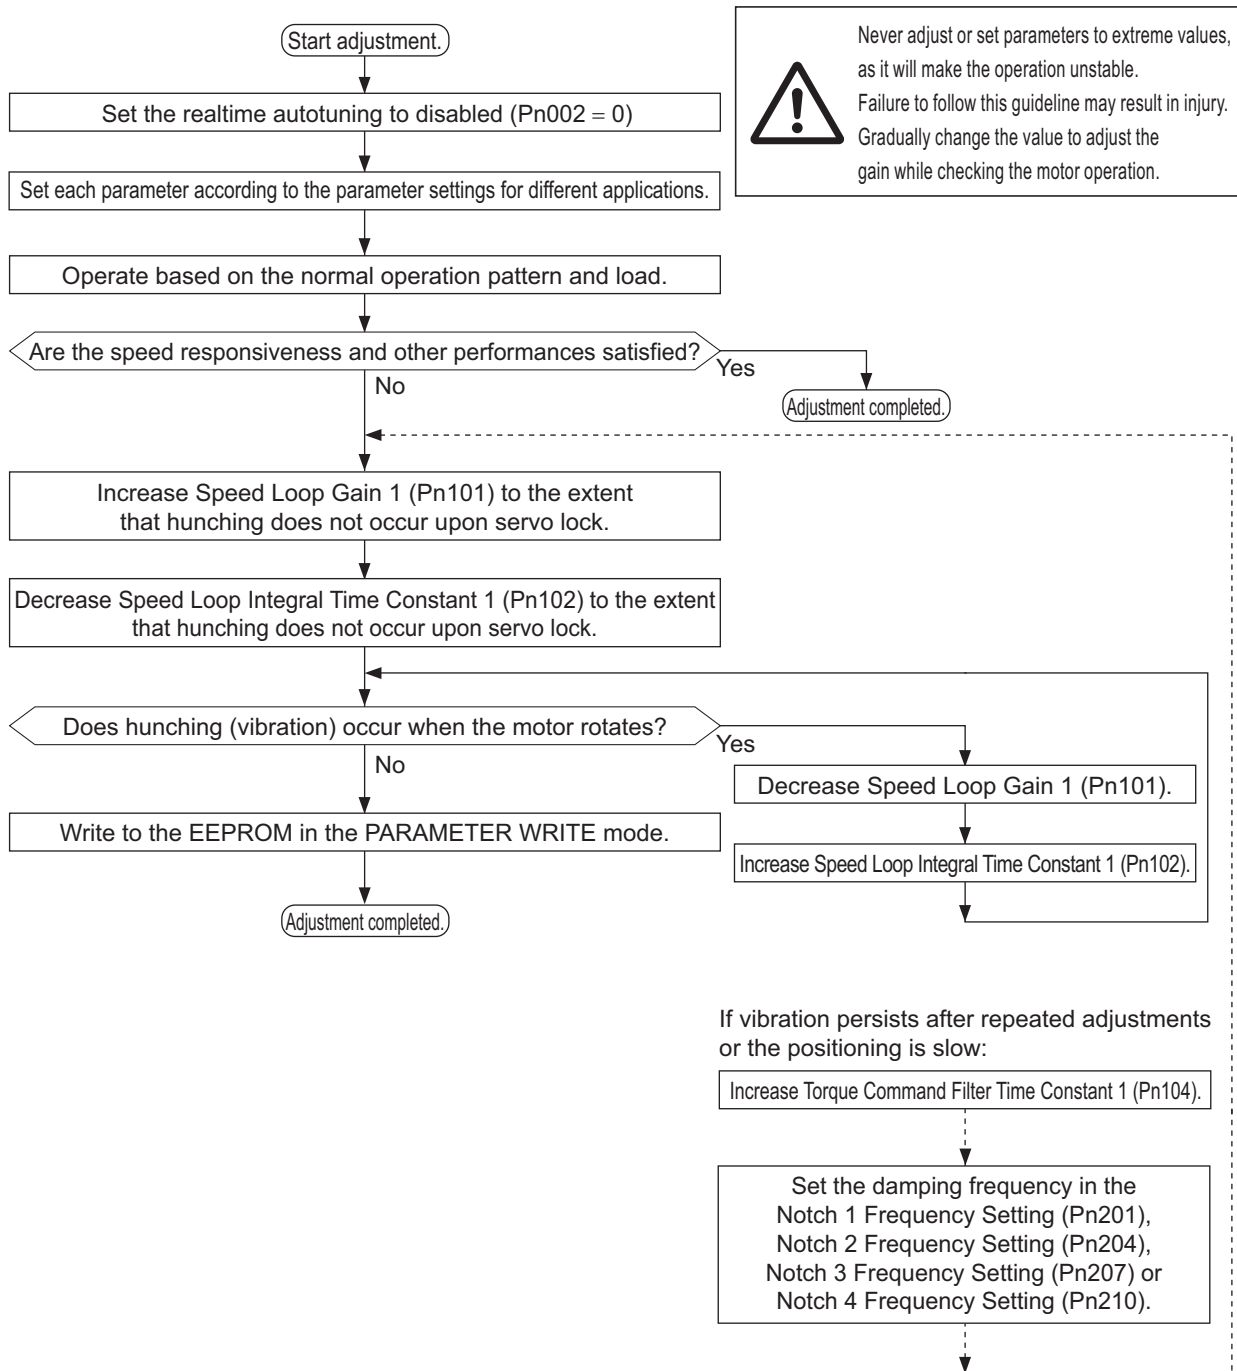 Start adjustment.
Never adjust or set parameters to extreme values,
as it will make the operation unstable.
Failure to follow this guideline may result in injury.
Gradually change the value to adjust the
gain while checking the motor operation.
Set the realtime autotuning to disabled (Pn002 = 0)
Set each parameter according to the parameter settings for different applications.
Operate based on the normal operation pattern and load.
Are the speed responsiveness and other performances satisfied?
Yes
No
Adjustment completed.
Increase Speed Loop Gain 1 (Pn101) to the extent
that hunching does not occur upon servo lock.
Decrease Speed Loop Integral Time Constant 1 (Pn102) to the extent
that hunching does not occur upon servo lock.
Does hunching (vibration) occur when the motor rotates?
Yes
No
Decrease Speed Loop Gain 1 (Pn101).
Write to the EEPROM in the PARAMETER WRITE mode.
Increase Speed Loop Integral Time Constant 1 (Pn102).
Adjustment completed.
If vibration persists after repeated adjustments
or the positioning is slow:
Increase Torque Command Filter Time Constant 1 (Pn104).
Set the damping frequency in the
Notch 1 Frequency Setting (Pn201),
Notch 2 Frequency Setting (Pn204),
Notch 3 Frequency Setting (Pn207) or
Notch 4 Frequency Setting (Pn210).